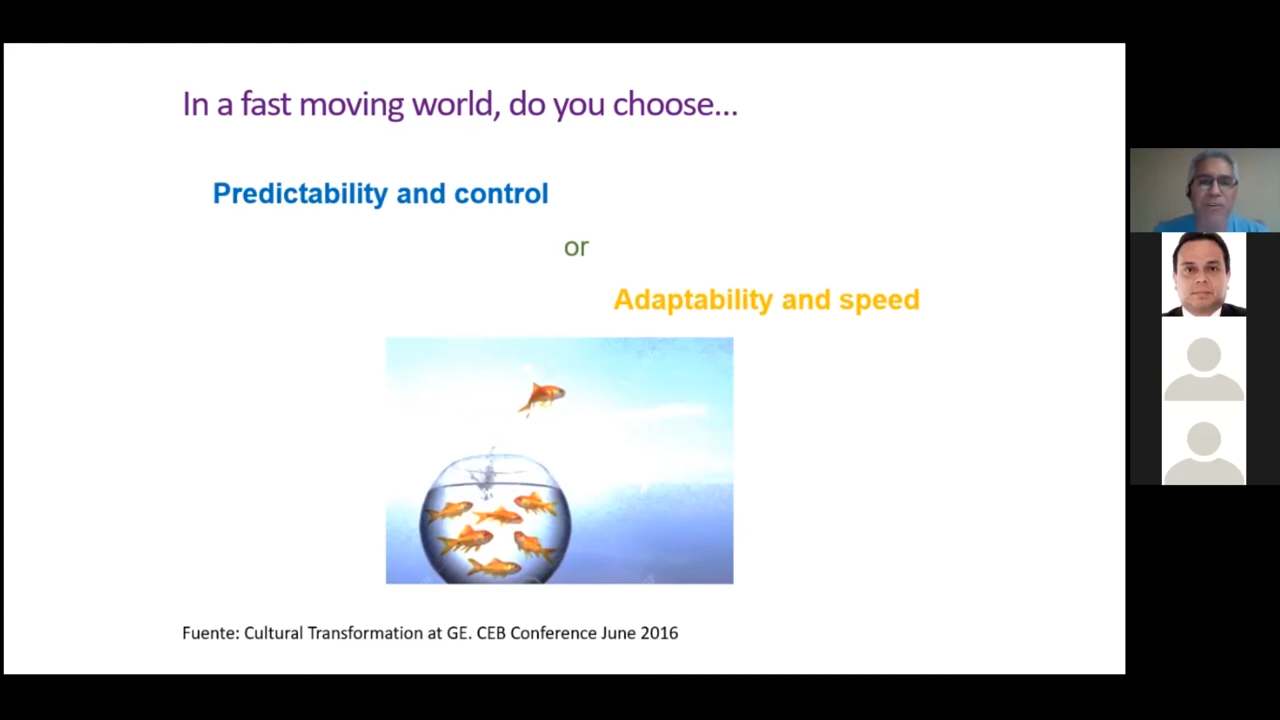 In a fast moving world, do you choose...
Predictability and control
or
Adaptability and speed
Fuente: Cultural Transformation at GE. CEB Conference June 2016